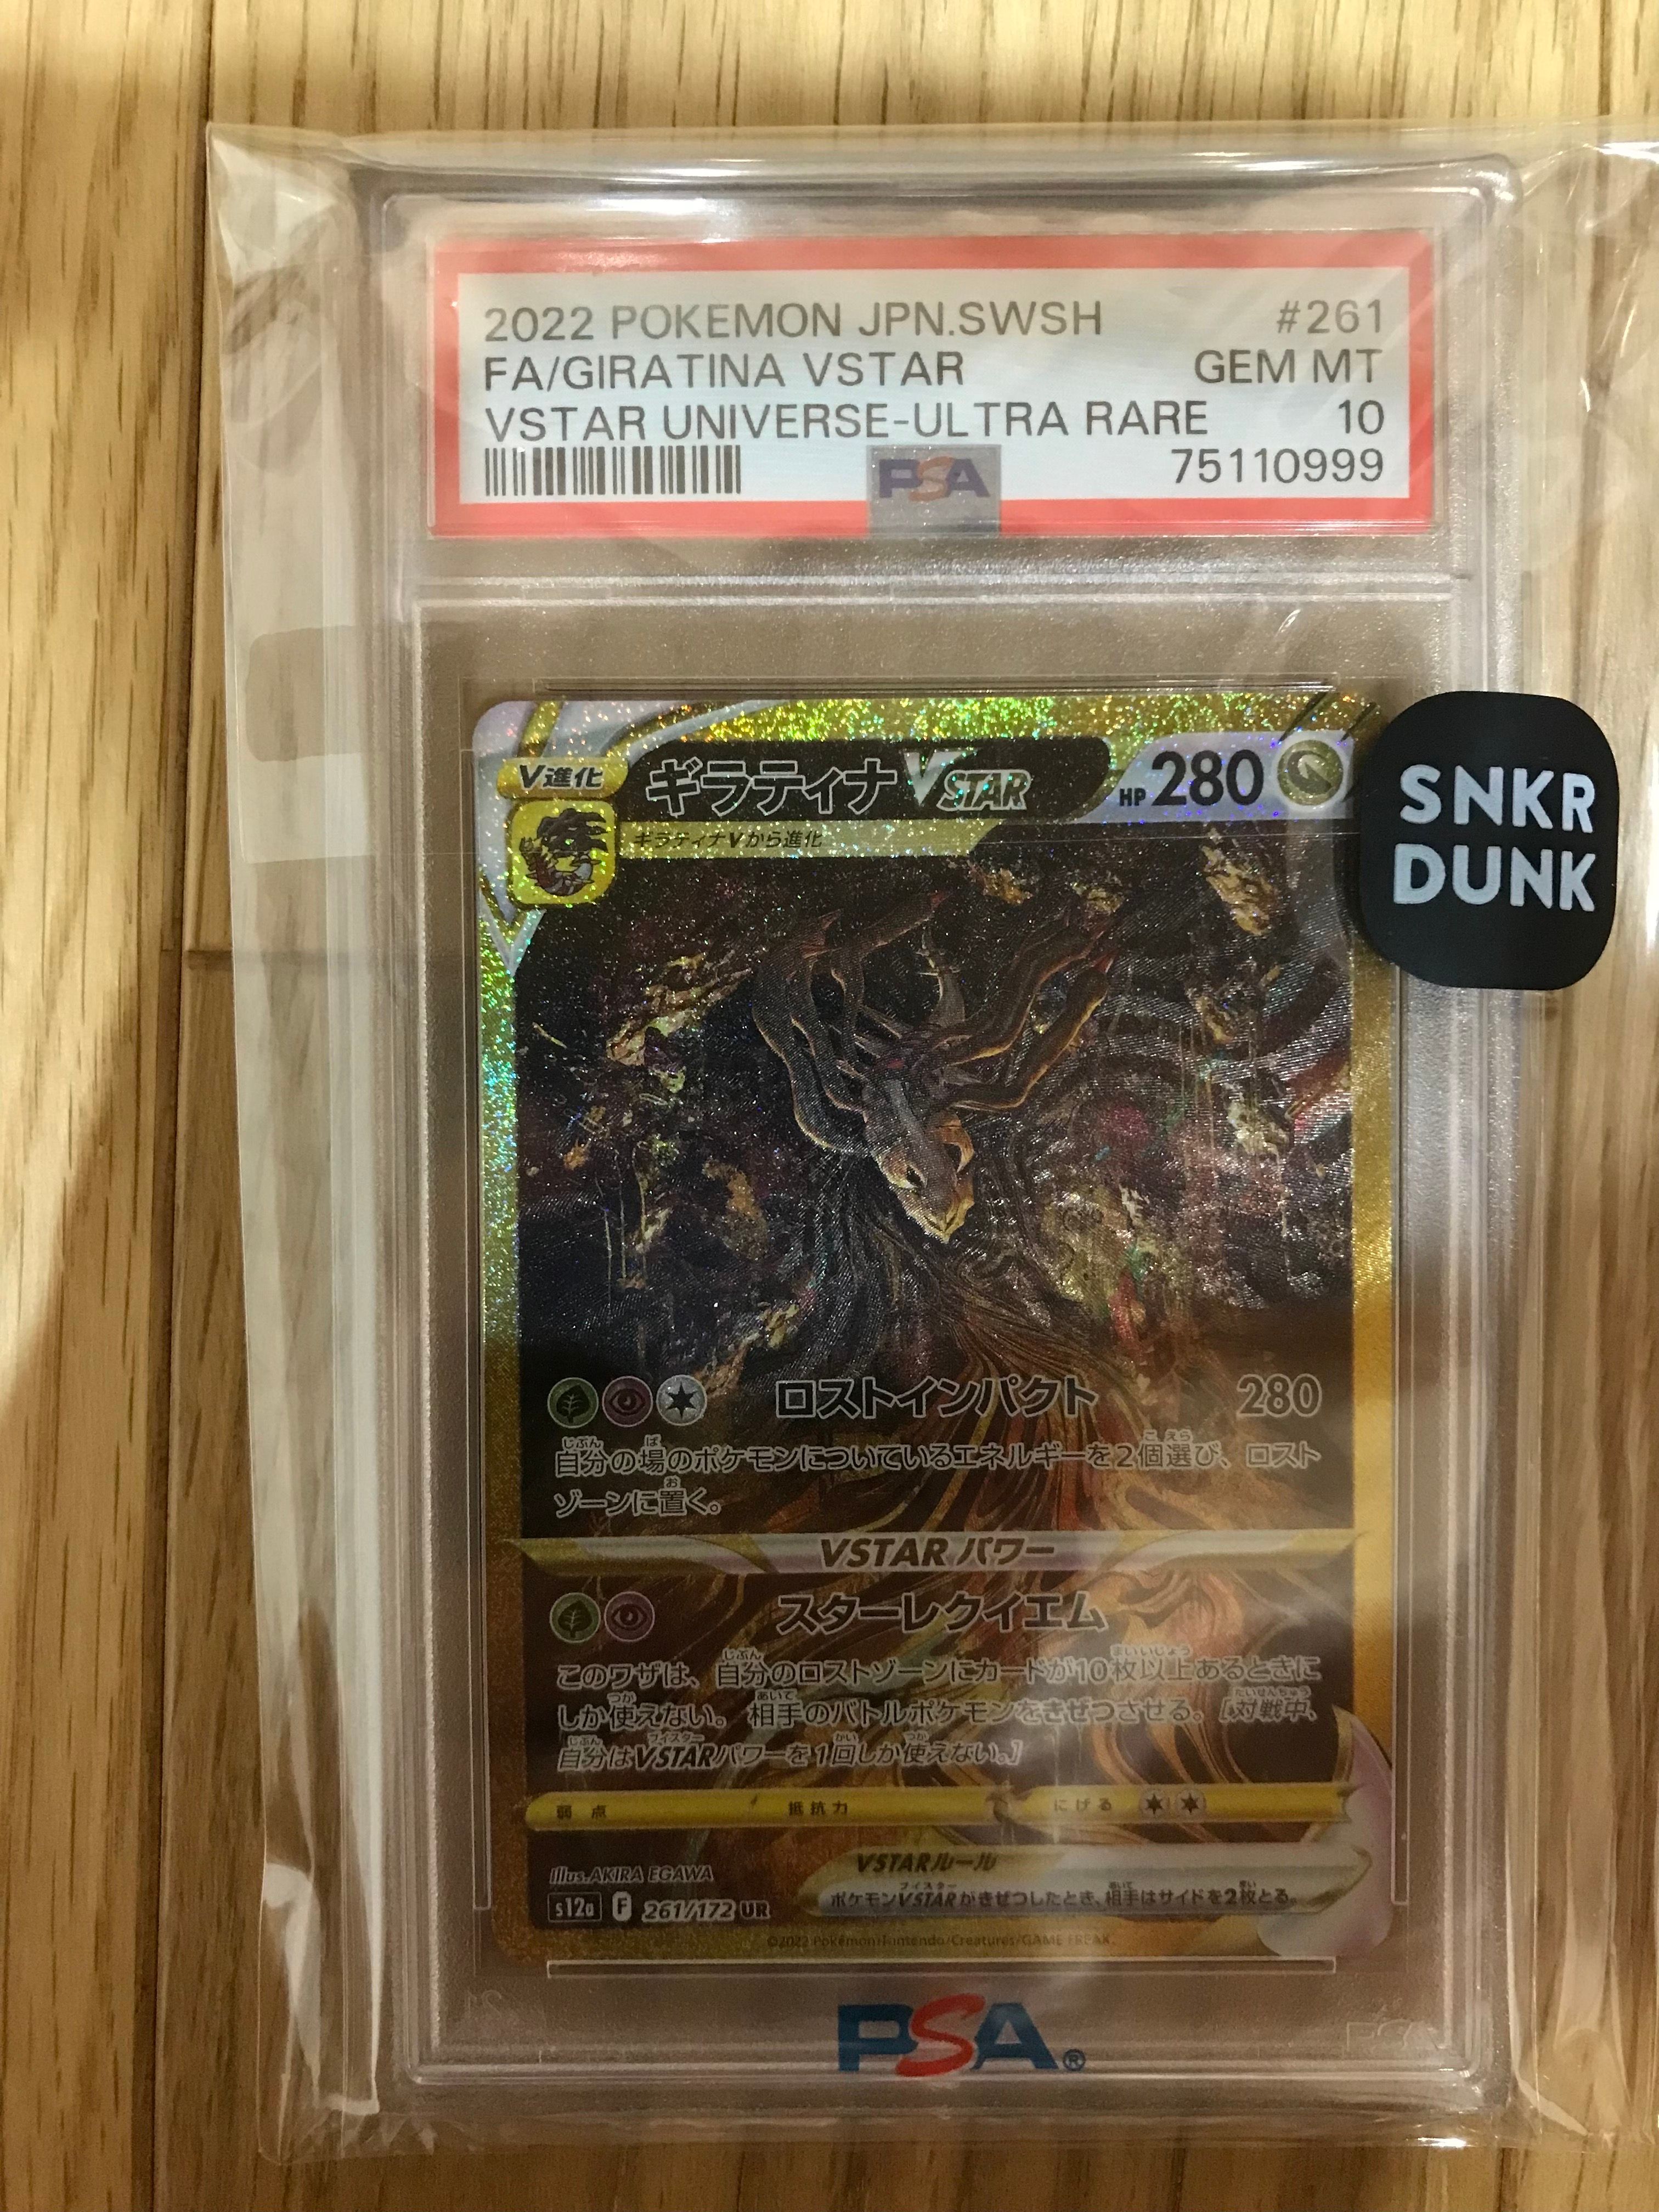 2022 POKEMON JPN.SWSH #261
FA/GIRATINA VSTAR GEM MT
VSTAR UNIVERSE-ULTRA RARE 10
PSA 75110999
SNKR
DUNK
V進化 ギラティナVSTAR HP 280
ギラティナVから進化
ロストインパクト 280
自分の場のポケモンについているエネルギーを2個選び、ロスト
ゾーンに置く。
VSTARパワー
スターレクイエム
このワザは、自分のロストゾーンにカードが10枚以上あるときに
しか使えない。相手のバトルポケモンをきぜつさせる。[対戦中、
自分はVSTARパワーを1回しか使えない。]
弱点 抵抗力 にげる
Illus.AKIRA EGAWA
VSTARルール
ポケモンVSTARがきぜつしたとき、相手はサイドを2枚とる。
s12a F 261/172 UR
©2022 Pokémon/Nintendo/Creatures/GAME FREAK.
PSA®